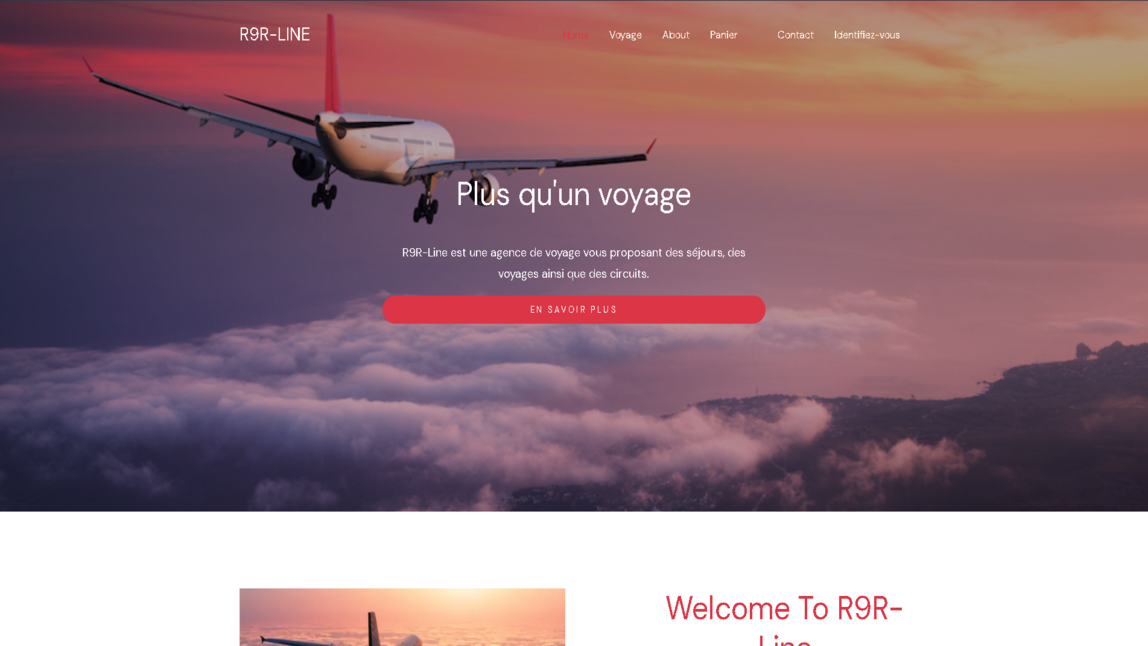 R9R-LINE
Home Voyage About Panier Contact Identifiez-vous
Plus qu'un voyage
R9R-Line est une agence de voyage vous proposant des séjours, des
voyages ainsi que des circuits.
EN SAVOIR PLUS
Welcome To R9R-
Line